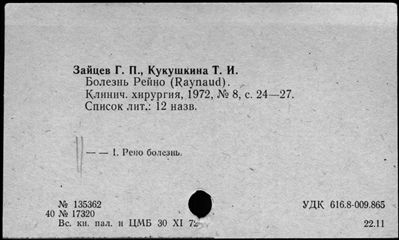 Зайцев Г. П., Кукушкина Т. И.
Болезнь Рейно (Raynaud).
Клинич. хирургия, 1972, № 8, с. 24—27.
Список лит.: 12 назв.
— — 1. Рено болезнь.
№ 135362
УДК 616.8-009.865
40 № 17320
Вс. кн. пал. и ЦМБ 30 XI 72
22.11